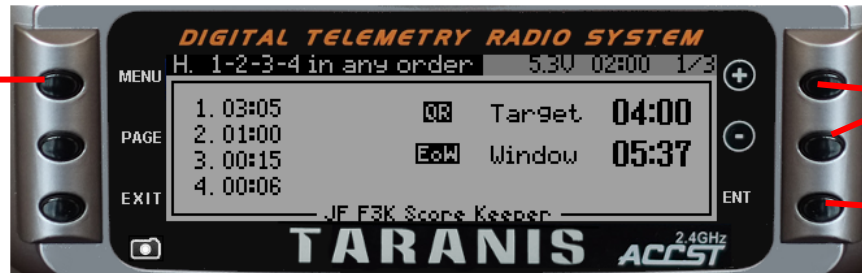 DIGITAL TELEMETRY RADIO SYSTEM
MENU
H. 1-2-3-4 in any order 5.30 02:00 1/3
+
1. 03:05 QR Target 04:00
PAGE
2. 01:00
-
3. 00:15 EoW Window 05:37
EXIT
4. 00:06
ENT
JF F3K Score Keeper
TARANIS
2.4GHz
ACCST